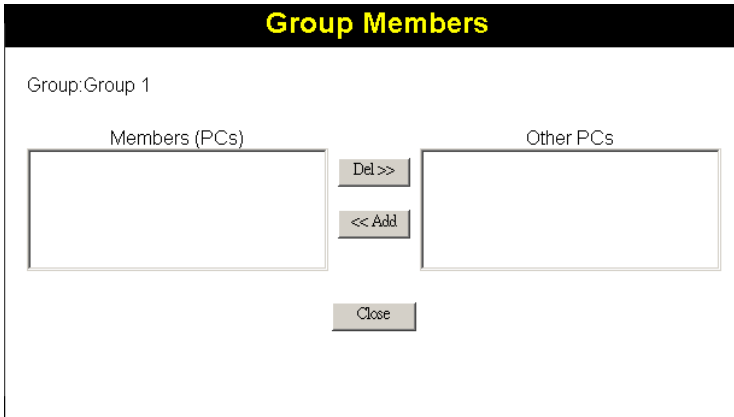 Group Members
Group:Group 1
Members (PCs)
Other PCs
Del >>
<< Add
Close